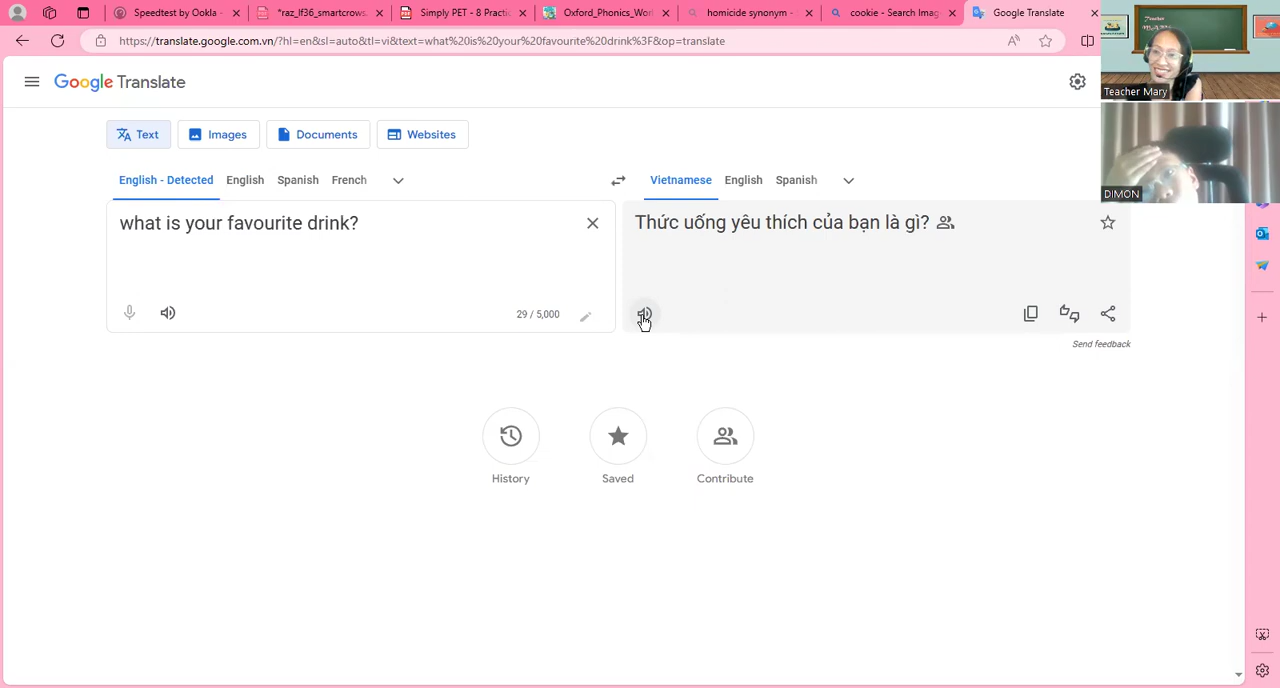 Speedtest by Ookla -
*raz_lf36_smartcrows.
Simply PET - 8 Practic
Oxford_Phonics_Worl
homicide synonym -
cookie - Search Imag
Google Translate
https://translate.google.com.vn/?hl=en&sl=auto&tl=vi&text=what%20is%20your%20favourite%20drink%3F&op=translate
Teacher Mary
Google Translate
Text
Images
Documents
Websites
English - Detected
English
Spanish
French
Vietnamese
English
Spanish
DIMON
what is your favourite drink?
Thức uống yêu thích của bạn là gì?
29 / 5,000
Send feedback
History
Saved
Contribute